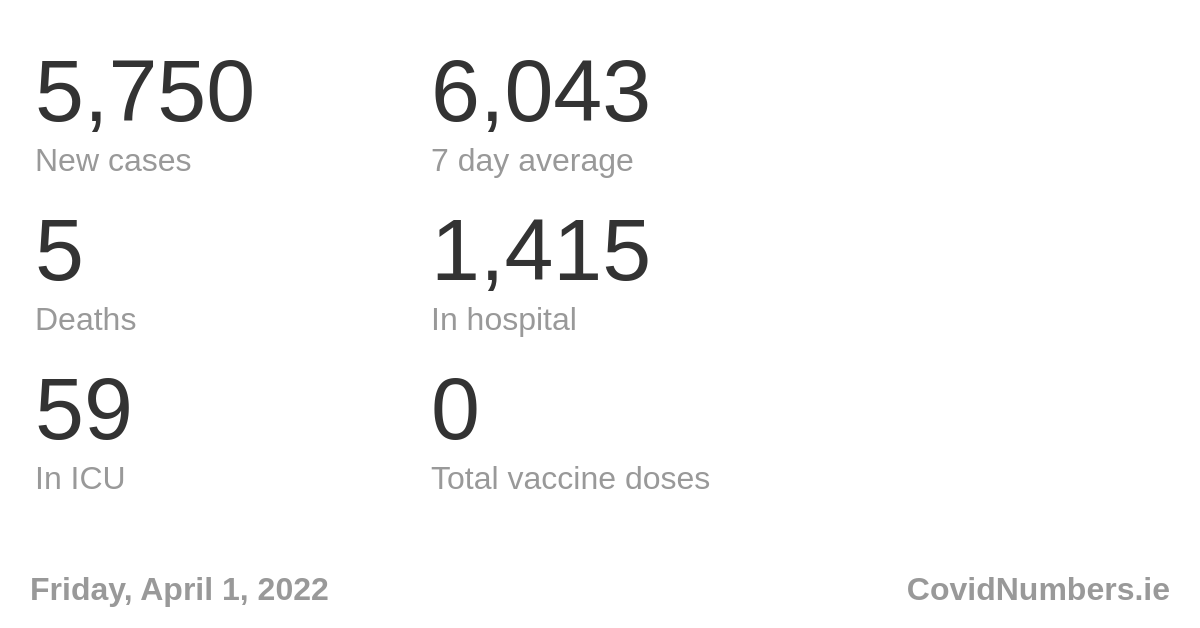 5,750
6,043
New cases
7 day average
5
1,415
Deaths
In hospital
59
0
In ICU
Total vaccine doses
Friday, April 1, 2022
CovidNumbers.ie